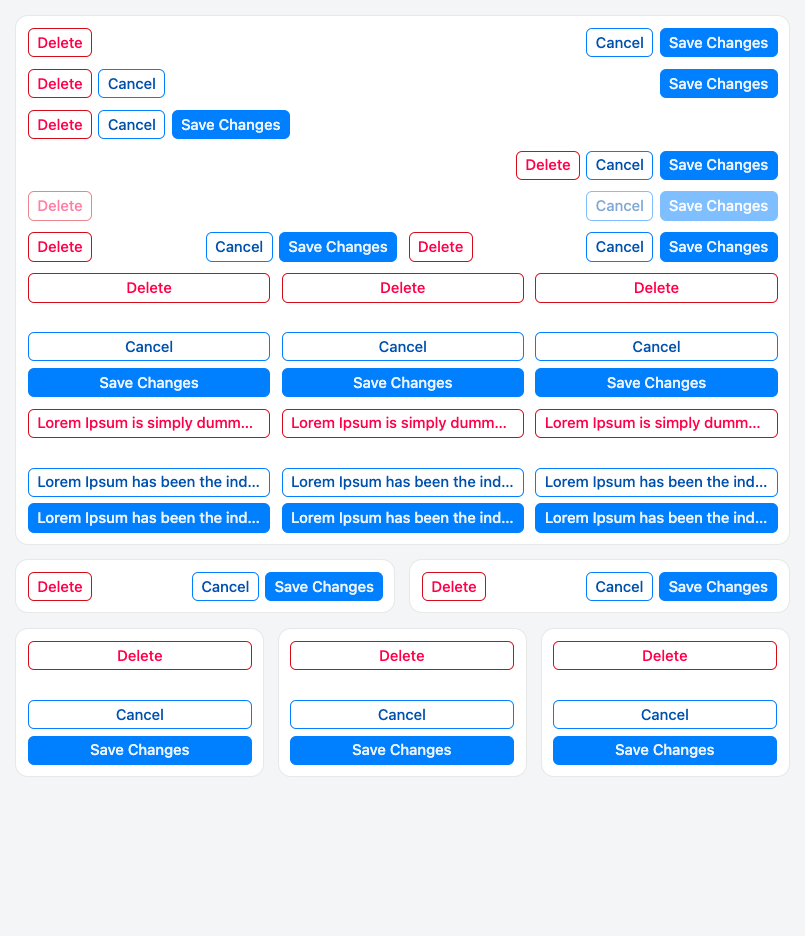 Delete Cancel Save Changes
Delete Cancel Save Changes
Delete Cancel Save Changes
Delete Cancel Save Changes
Delete Cancel Save Changes
Delete Cancel Save Changes Delete Cancel Save Changes
Delete Delete Delete
Cancel Cancel Cancel
Save Changes Save Changes Save Changes
Lorem Ipsum is simply dumm... Lorem Ipsum is simply dumm... Lorem Ipsum is simply dumm...
Lorem Ipsum has been the ind... Lorem Ipsum has been the ind... Lorem Ipsum has been the ind...
Lorem Ipsum has been the ind... Lorem Ipsum has been the ind... Lorem Ipsum has been the ind...
Delete Cancel Save Changes Delete Cancel Save Changes
Delete Delete Delete
Cancel Cancel Cancel
Save Changes Save Changes Save Changes